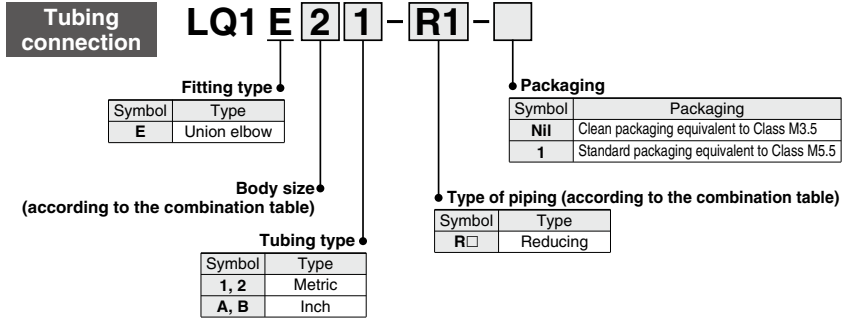 Tubing
connection
LQ1 E 2 1 - R1 - □
Fitting type
Symbol Type
E Union elbow
Packaging
Symbol Packaging
Nil Clean packaging equivalent to Class M3.5
1 Standard packaging equivalent to Class M5.5
Body size
(according to the combination table)
Type of piping (according to the combination table)
Symbol Type
R□ Reducing
Tubing type
Symbol Type
1, 2 Metric
A, B Inch